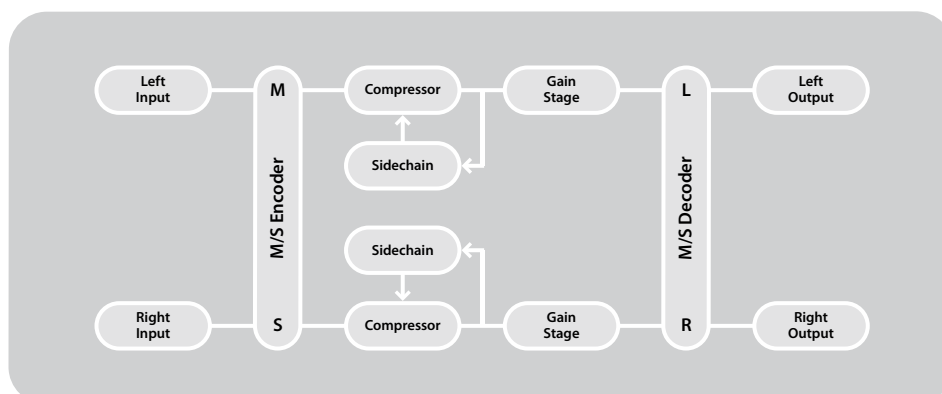 Left
Input
M
Compressor
Gain
Stage
L
Left
Output
Sidechain
M/S Encoder
M/S Decoder
Sidechain
Right
Input
S
Compressor
Gain
Stage
R
Right
Output